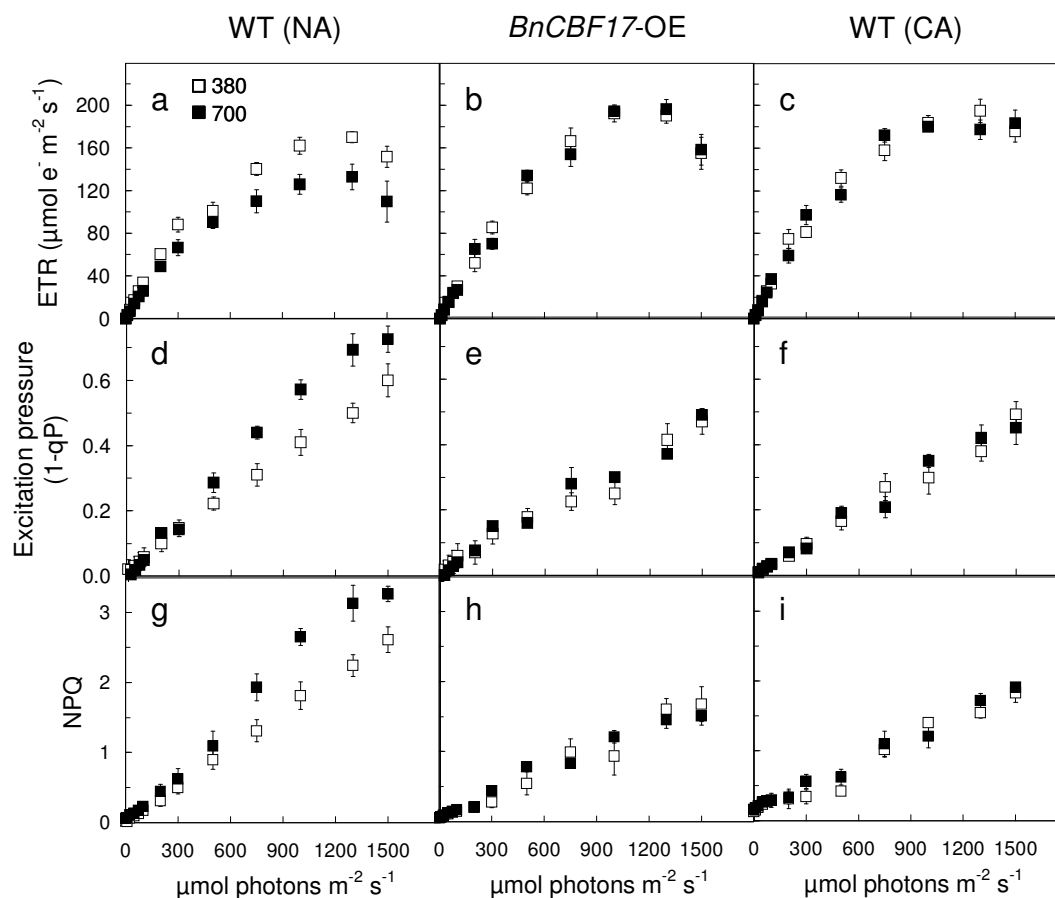 WT (NA) BnCBF17-OE WT (CA)
a
380
700
b
c
200
160
120
80
40
0
ETR (µmol e⁻ m⁻² s⁻¹)
d
e
f
0.6
0.4
0.2
0.0
Excitation pressure
(1-qP)
g
h
i
3
2
1
0
NPQ
0 300 600 900 1200 1500 0 300 600 900 1200 1500 0 300 600 900 1200 1500
µmol photons m⁻² s⁻¹ µmol photons m⁻² s⁻¹ µmol photons m⁻² s⁻¹